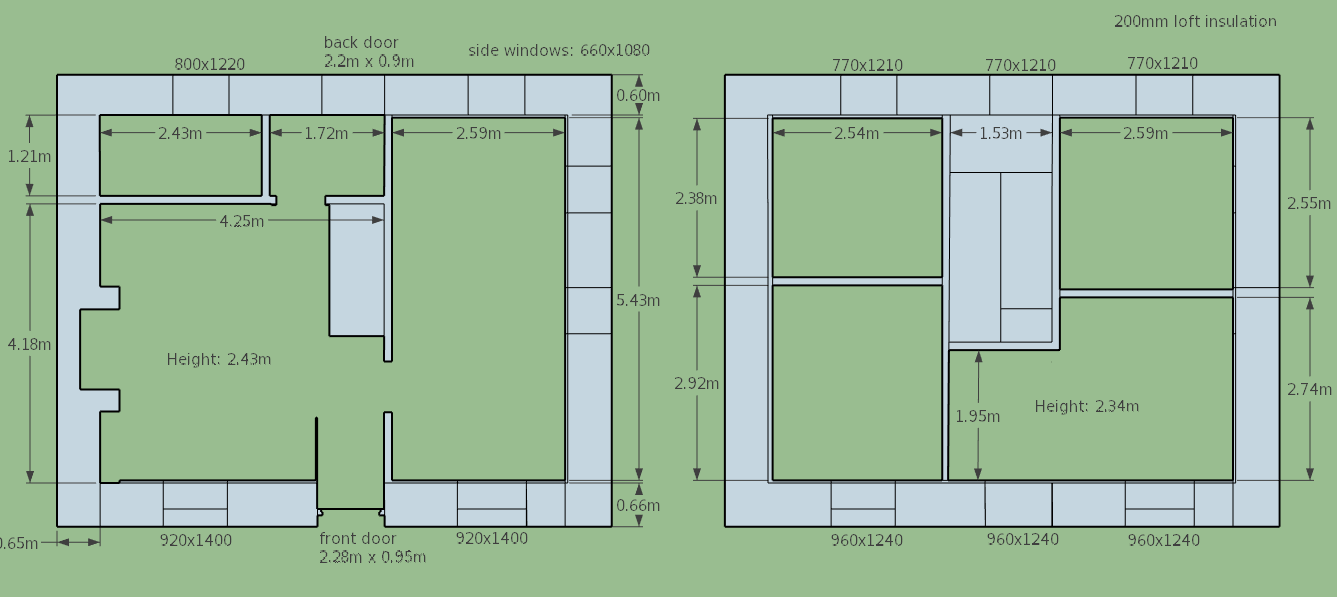 200mm loft insulation
back door
2.2m x 0.9m
side windows: 660x1080
800x1220
770x1210
770x1210
770x1210
0.60m
2.43m
1.72m
2.59m
2.54m
1.53m
2.59m
1.21m
2.38m
2.55m
4.25m
5.43m
4.18m
Height: 2.43m
2.92m
2.74m
1.95m
Height: 2.34m
0.66m
0.65m
920x1400
front door
2.28m x 0.95m
920x1400
960x1240
960x1240
960x1240